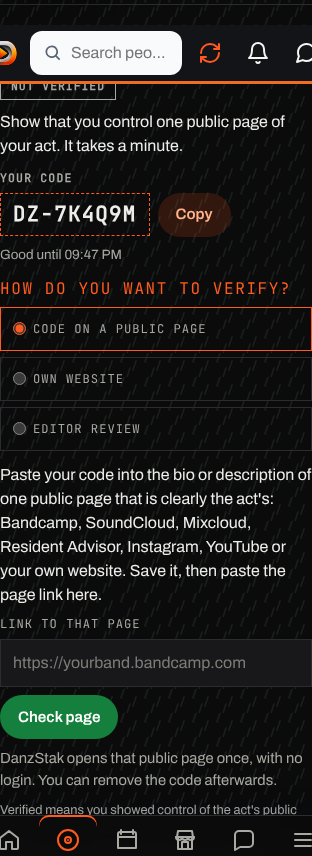 Search peo...
NOT VERIFIED
Show that you control one public page of
your act. It takes a minute.
YOUR CODE
DZ-7K4Q9M
Copy
Good until 09:47 PM
HOW DO YOU WANT TO VERIFY?
CODE ON A PUBLIC PAGE
OWN WEBSITE
EDITOR REVIEW
Paste your code into the bio or description of
one public page that is clearly the act's:
Bandcamp, SoundCloud, Mixcloud,
Resident Advisor, Instagram, YouTube or
your own website. Save it, then paste the
page link here.
LINK TO THAT PAGE
https://yourband.bandcamp.com
Check page
DanzStak opens that public page once, with no
login. You can remove the code afterwards.
Verified means you showed control of the act's public